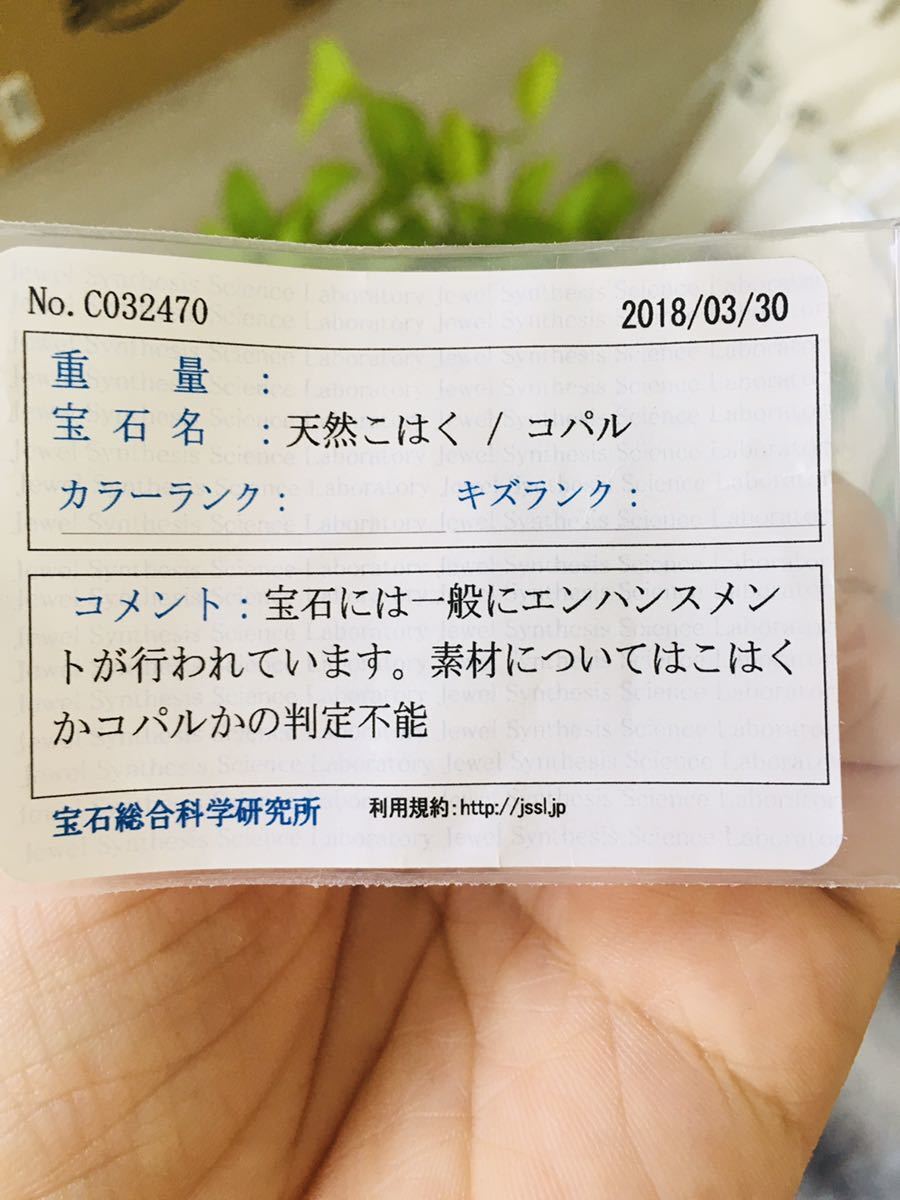 No. C032470
2018/03/30
重量：
宝石名：天然こはく / コパル
カラーランク：
キズランク：
コメント：宝石には一般にエンハンスメン
トが行われています。素材についてはこはく
かコパルかの判定不能
宝石総合科学研究所
利用規約:http://jssl.jp
Jewel Synthesis Science Laboratory